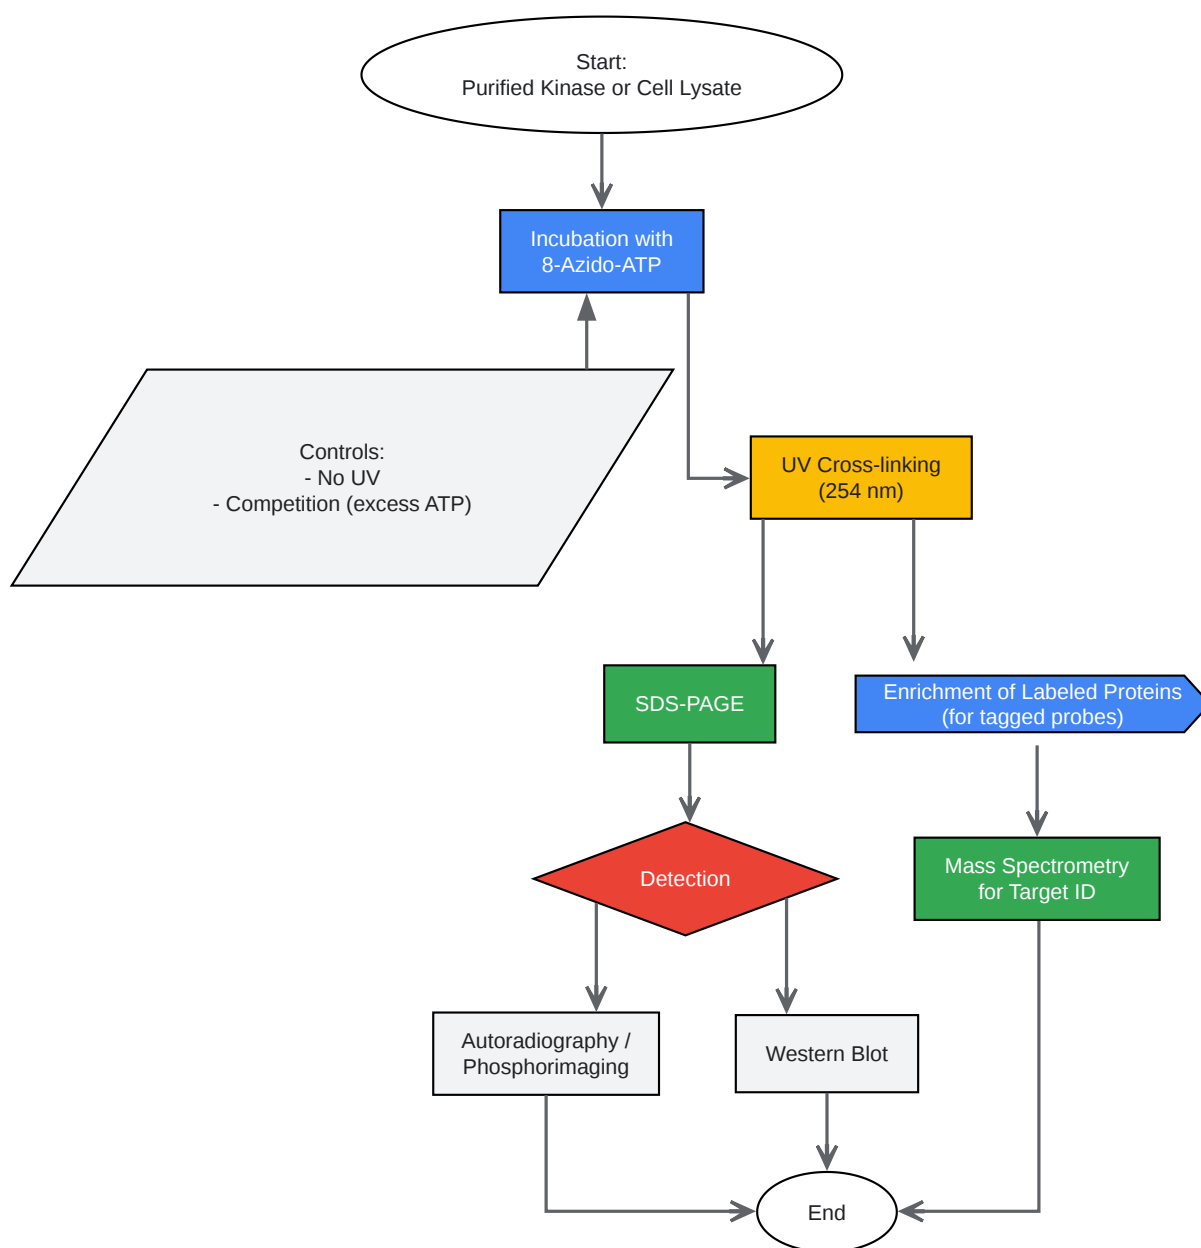 Start:
Purified Kinase or Cell Lysate
Incubation with
8-Azido-ATP
Controls:
- No UV
- Competition (excess ATP)
UV Cross-linking
(254 nm)
SDS-PAGE
Enrichment of Labeled Proteins
(for tagged probes)
Detection
Mass Spectrometry
for Target ID
Autoradiography /
Phosphorimaging
Western Blot
End